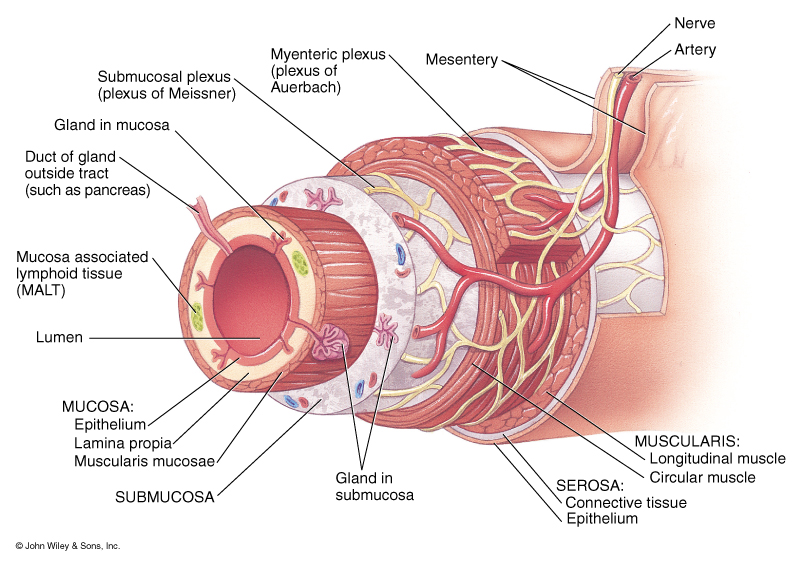 Nerve
Artery
Mesentery
Myenteric plexus
(plexus of
Auerbach)
Submucosal plexus
(plexus of Meissner)
Gland in mucosa
Duct of gland
outside tract
(such as pancreas)
Mucosa associated
lymphoid tissue
(MALT)
Lumen
MUCOSA:
Epithelium
Lamina propia
Muscularis mucosae
SUBMUCOSA
Gland in
submucosa
MUSCULARIS:
Longitudinal muscle
Circular muscle
SEROSA:
Connective tissue
Epithelium
© John Wiley & Sons, Inc.